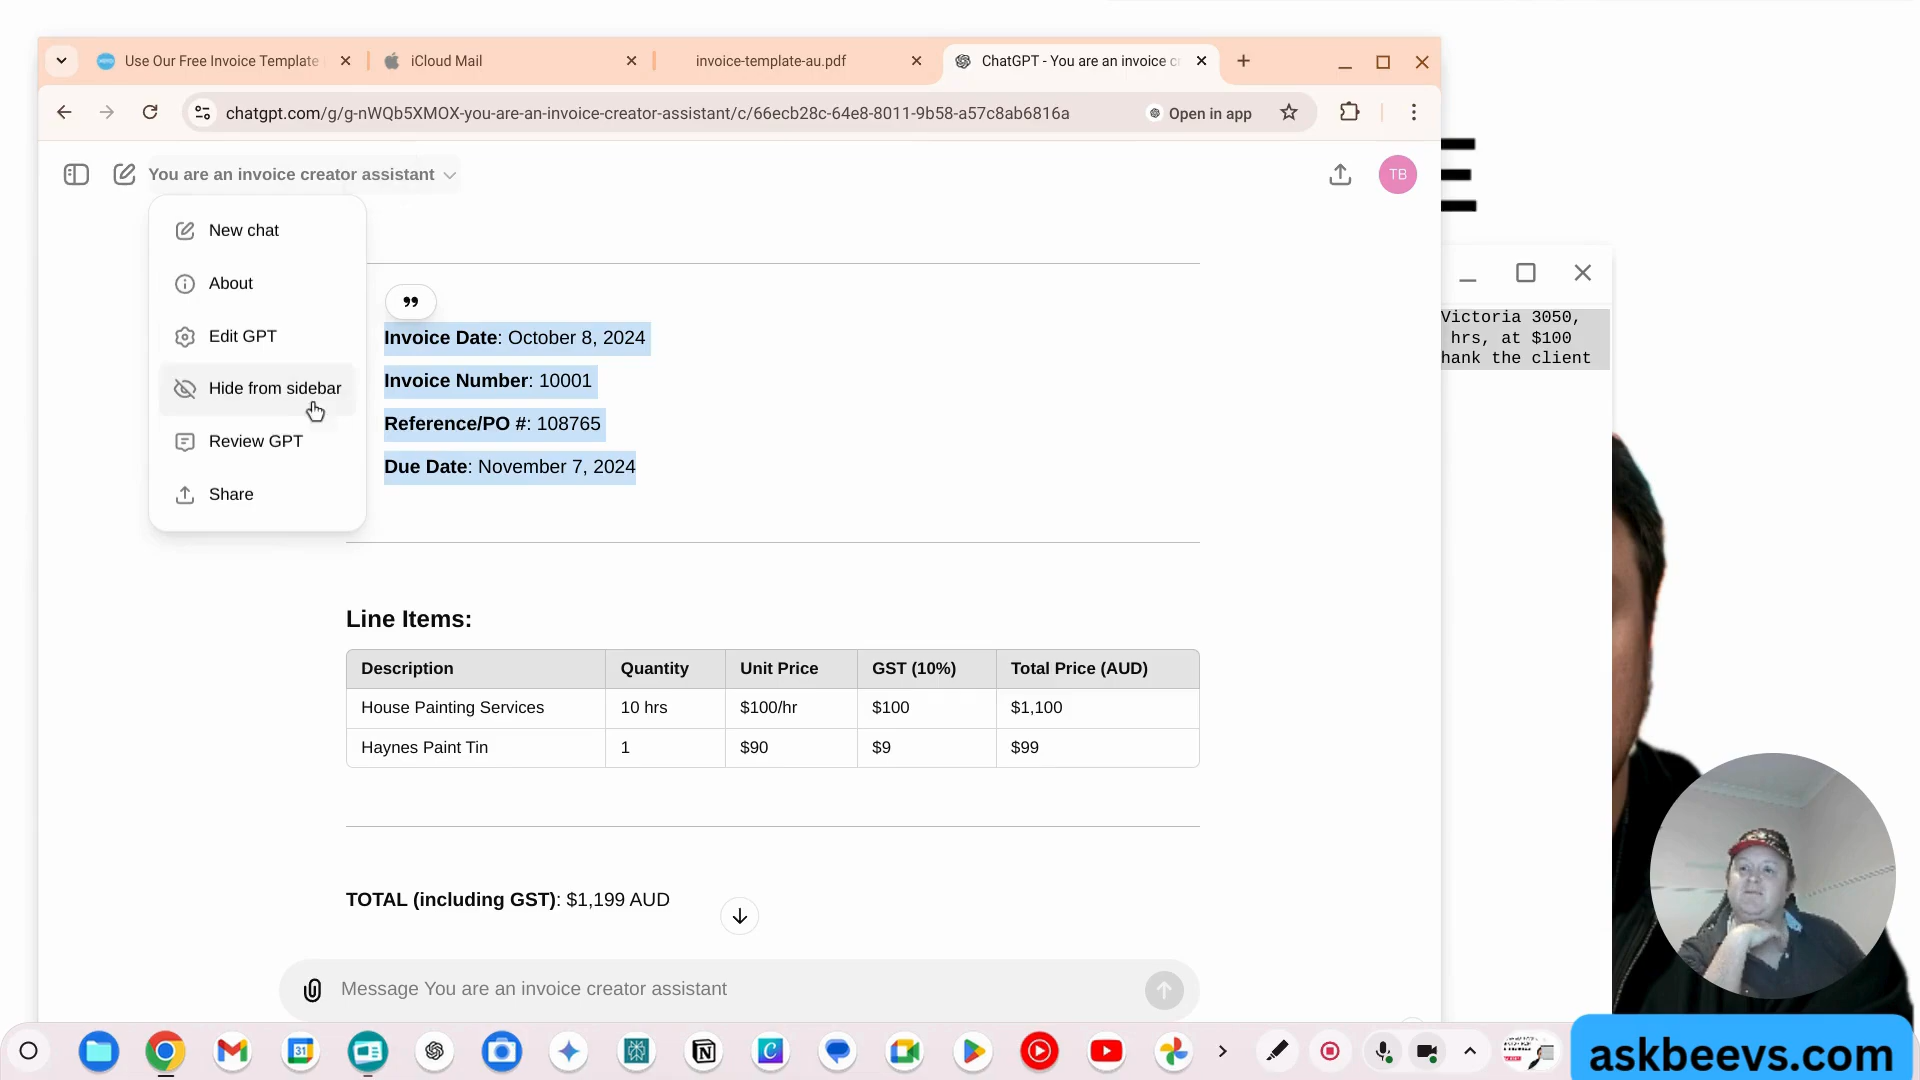 Use Our Free Invoice Template
iCloud Mail
invoice-template-au.pdf
ChatGPT - You are an invoice cr
chatgpt.com/g/g-nWQb5XMOX-you-are-an-invoice-creator-assistant/c/66ecb28c-64e8-8011-9b58-a57c8ab6816a
Open in app
You are an invoice creator assistant
TB
New chat
About
Edit GPT
Hide from sidebar
Review GPT
Share
Invoice Date: October 8, 2024
Invoice Number: 10001
Reference/PO #: 108765
Due Date: November 7, 2024
Victoria 3050,
hrs, at $100
hank the client
Line Items:
Description Quantity Unit Price GST (10%) Total Price (AUD)
House Painting Services 10 hrs $100/hr $100 $1,100
Haynes Paint Tin 1 $90 $9 $99
TOTAL (including GST): $1,199 AUD
Message You are an invoice creator assistant
askbeevs.com